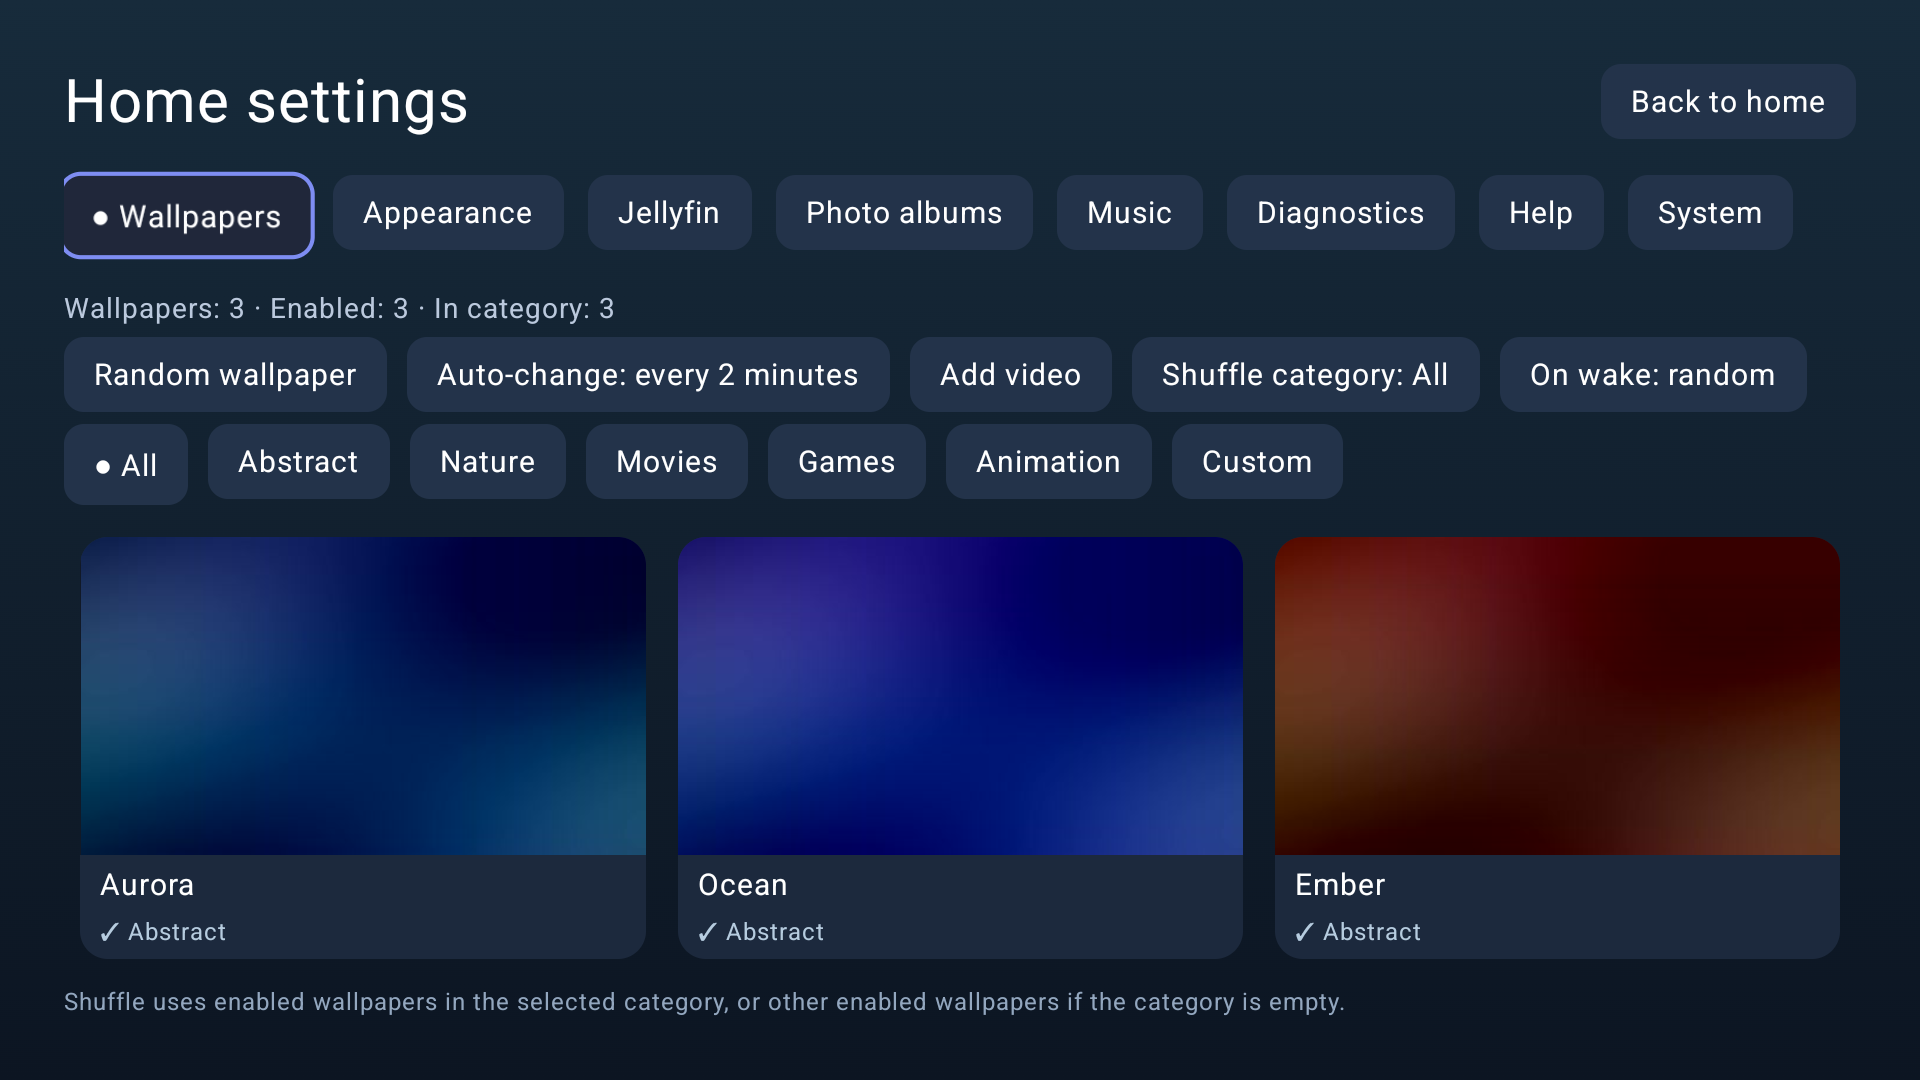 Home settings
Back to home
● Wallpapers
Appearance
Jellyfin
Photo albums
Music
Diagnostics
Help
System
Wallpapers: 3 · Enabled: 3 · In category: 3
Random wallpaper
Auto-change: every 2 minutes
Add video
Shuffle category: All
On wake: random
● All
Abstract
Nature
Movies
Games
Animation
Custom
Aurora
✓ Abstract
Ocean
✓ Abstract
Ember
✓ Abstract
Shuffle uses enabled wallpapers in the selected category, or other enabled wallpapers if the category is empty.